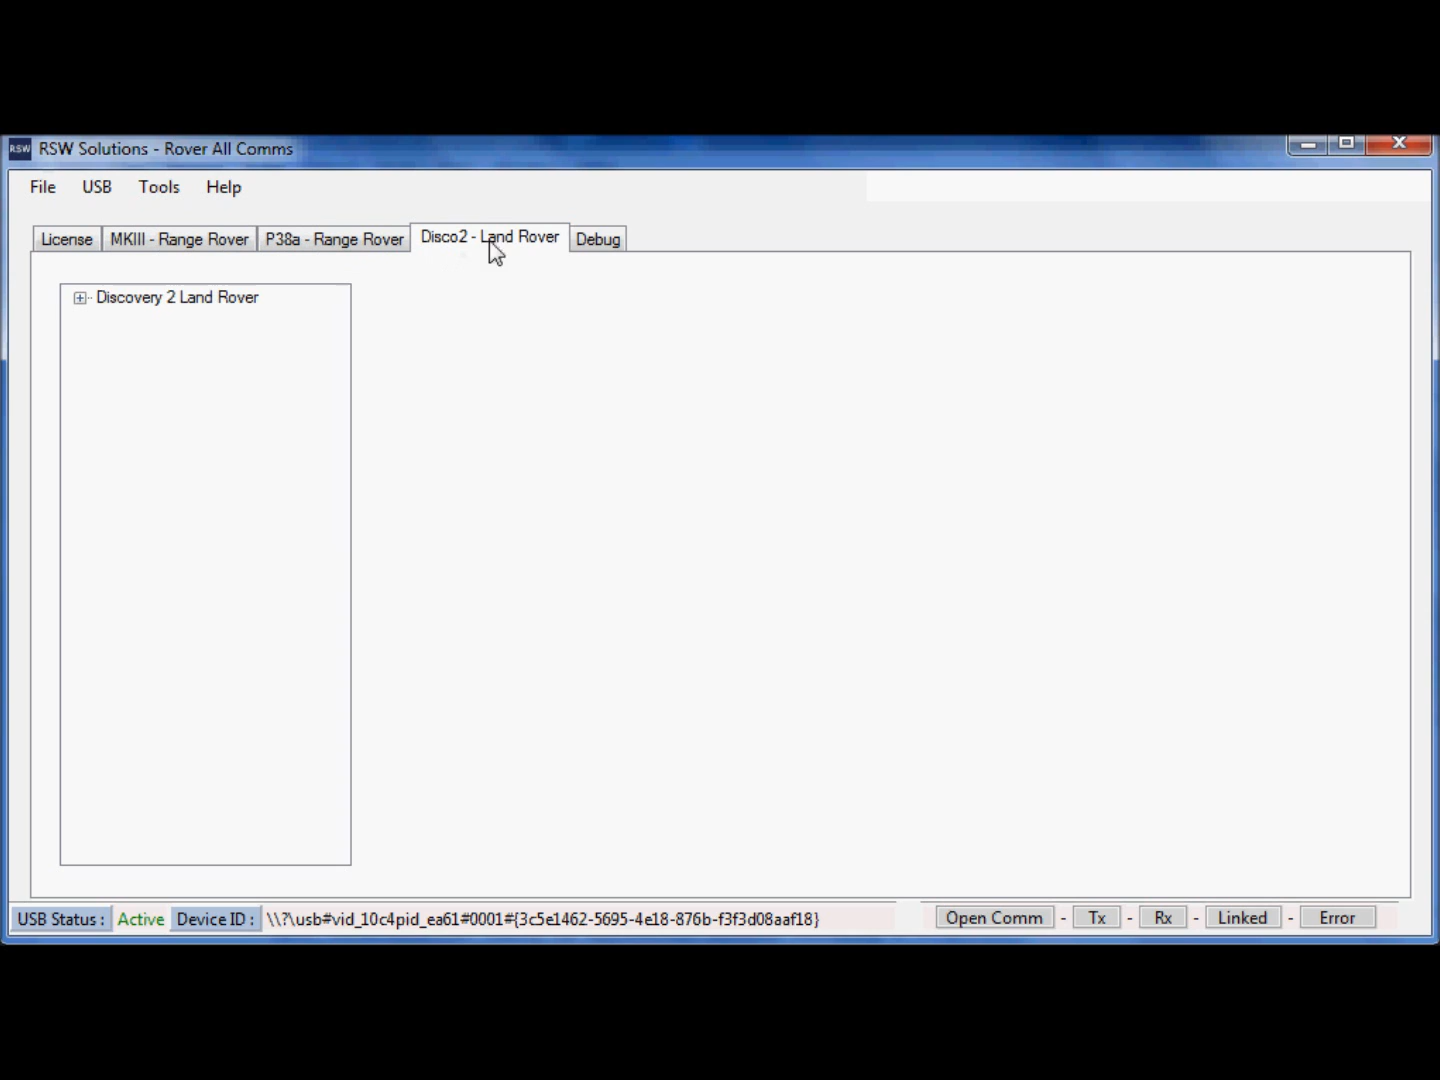 RSW RSW Solutions - Rover All Comms
File USB Tools Help
License MKIII - Range Rover P38a - Range Rover Disco2 - Land Rover Debug
Discovery 2 Land Rover
USB Status : Active Device ID : \\?\usb#vid_10c4pid_ea61#0001#{3c5e1462-5695-4e18-876b-f3f3d08aaf18} Open Comm - Tx - Rx - Linked - Error